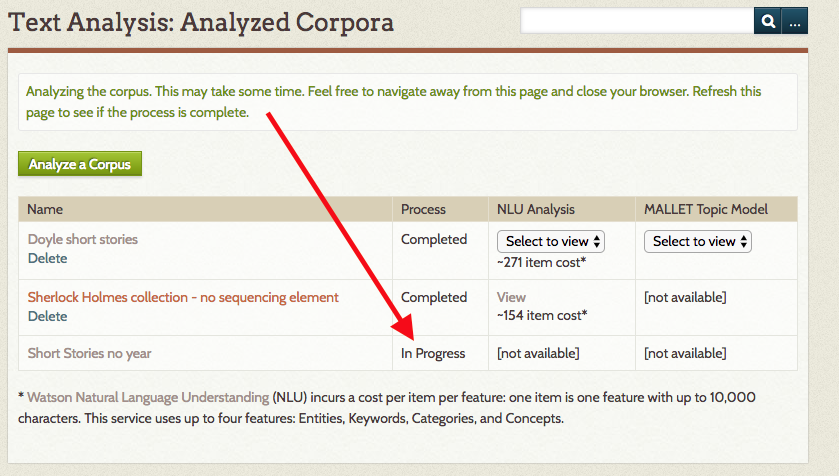 Text Analysis: Analyzed Corpora
...
Analyzing the corpus. This may take some time. Feel free to navigate away from this page and close your browser. Refresh this
page to see if the process is complete.
Analyze a Corpus
Name Process NLU Analysis MALLET Topic Model
Doyle short stories Completed Select to view Select to view
Delete ~271 item cost*
Sherlock Holmes collection - no sequencing element Completed View [not available]
Delete ~154 item cost*
Short Stories no year In Progress [not available] [not available]
* Watson Natural Language Understanding (NLU) incurs a cost per item per feature: one item is one feature with up to 10,000
characters. This service uses up to four features: Entities, Keywords, Categories, and Concepts.